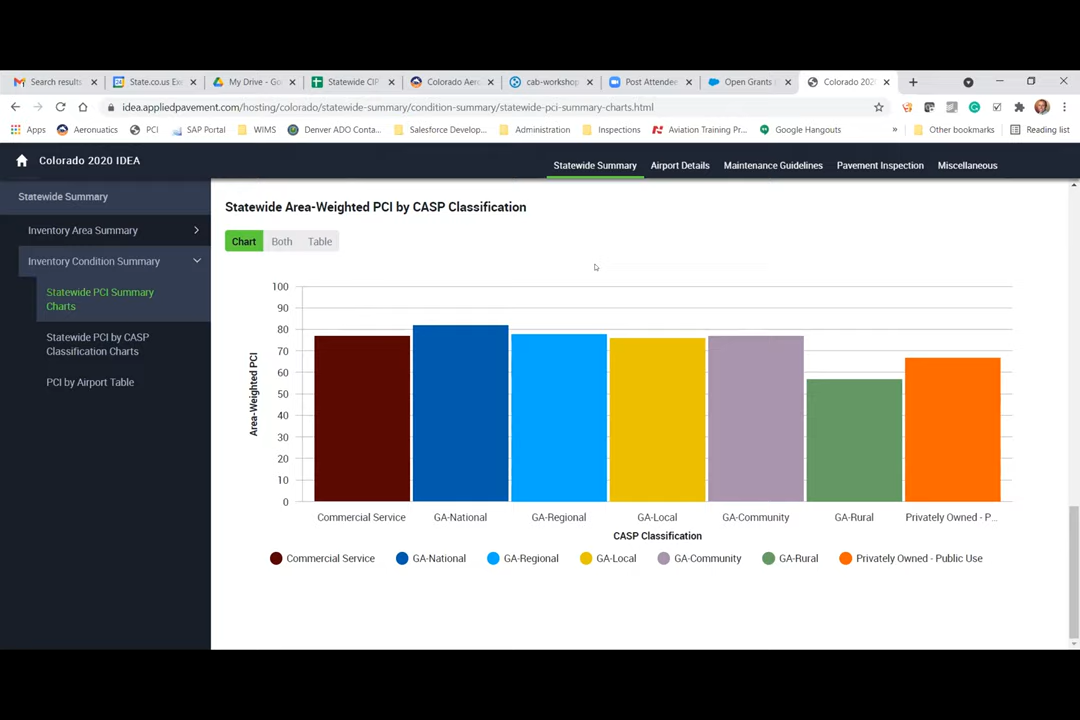 Search results State.co.us Exe My Drive - Go Statewide CIP Colorado Aero cab-workshop Post Attendee Open Grants Colorado 2020
idea.appliedpavement.com/hosting/colorado/statewide-summary/condition-summary/statewide-pci-summary-charts.html
Apps Aeronuatics PCI SAP Portal WIMS Denver ADO Conta... Salesforce Develop... Administration Inspections Aviation Training Pr... Google Hangouts » Other bookmarks Reading list
Colorado 2020 IDEA
Statewide Summary Airport Details Maintenance Guidelines Pavement Inspection Miscellaneous
Statewide Summary
Inventory Area Summary
Inventory Condition Summary
Statewide PCI Summary
Charts
Statewide PCI by CASP
Classification Charts
PCI by Airport Table
Statewide Area-Weighted PCI by CASP Classification
Chart Both Table
Area-Weighted PCI
100
90
80
70
60
50
40
30
20
10
0
Commercial Service GA-National GA-Regional GA-Local GA-Community GA-Rural Privately Owned - P...
CASP Classification
Commercial Service GA-National GA-Regional GA-Local GA-Community GA-Rural Privately Owned - Public Use